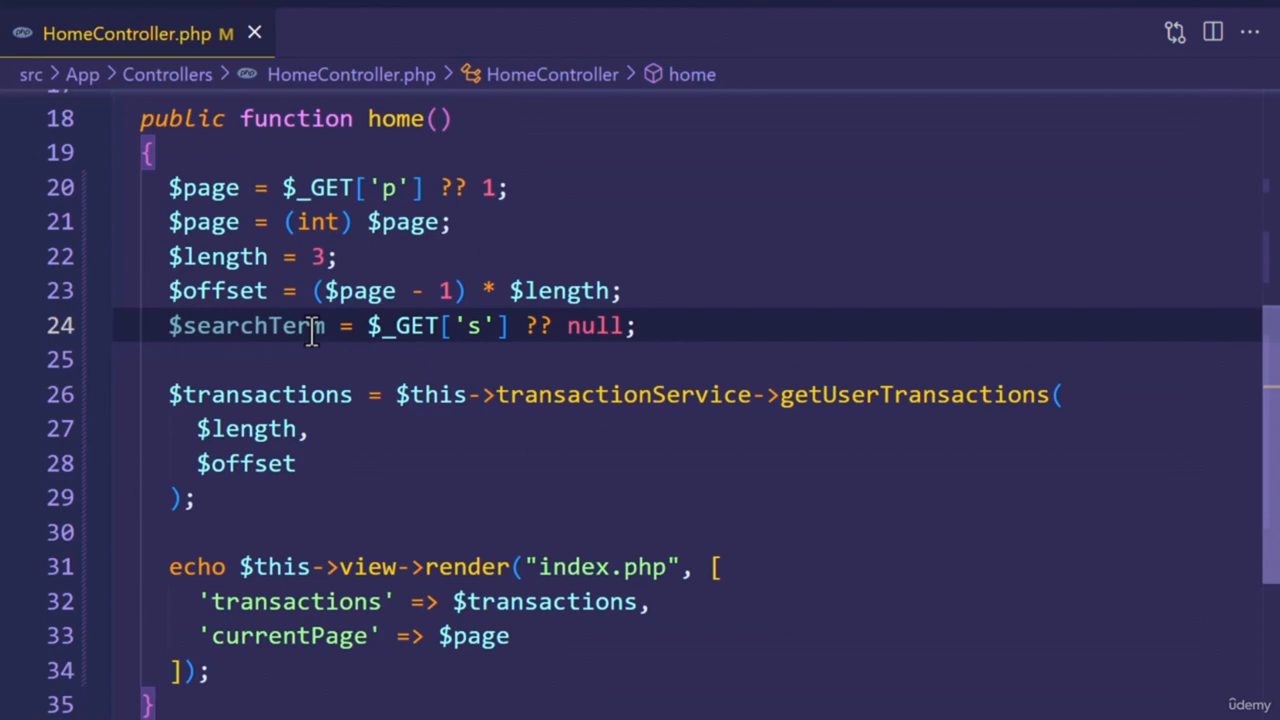 HomeController.php M
src > App > Controllers > HomeController.php > HomeController > home
18 public function home()
19 {
20 $page = $_GET['p'] ?? 1;
21 $page = (int) $page;
22 $length = 3;
23 $offset = ($page - 1) * $length;
24 $searchTerm = $_GET['s'] ?? null;
25
26 $transactions = $this->transactionService->getUserTransactions(
27 $length,
28 $offset
29 );
30
31 echo $this->view->render("index.php", [
32 'transactions' => $transactions,
33 'currentPage' => $page
34 ]);
35 }
ûdemy